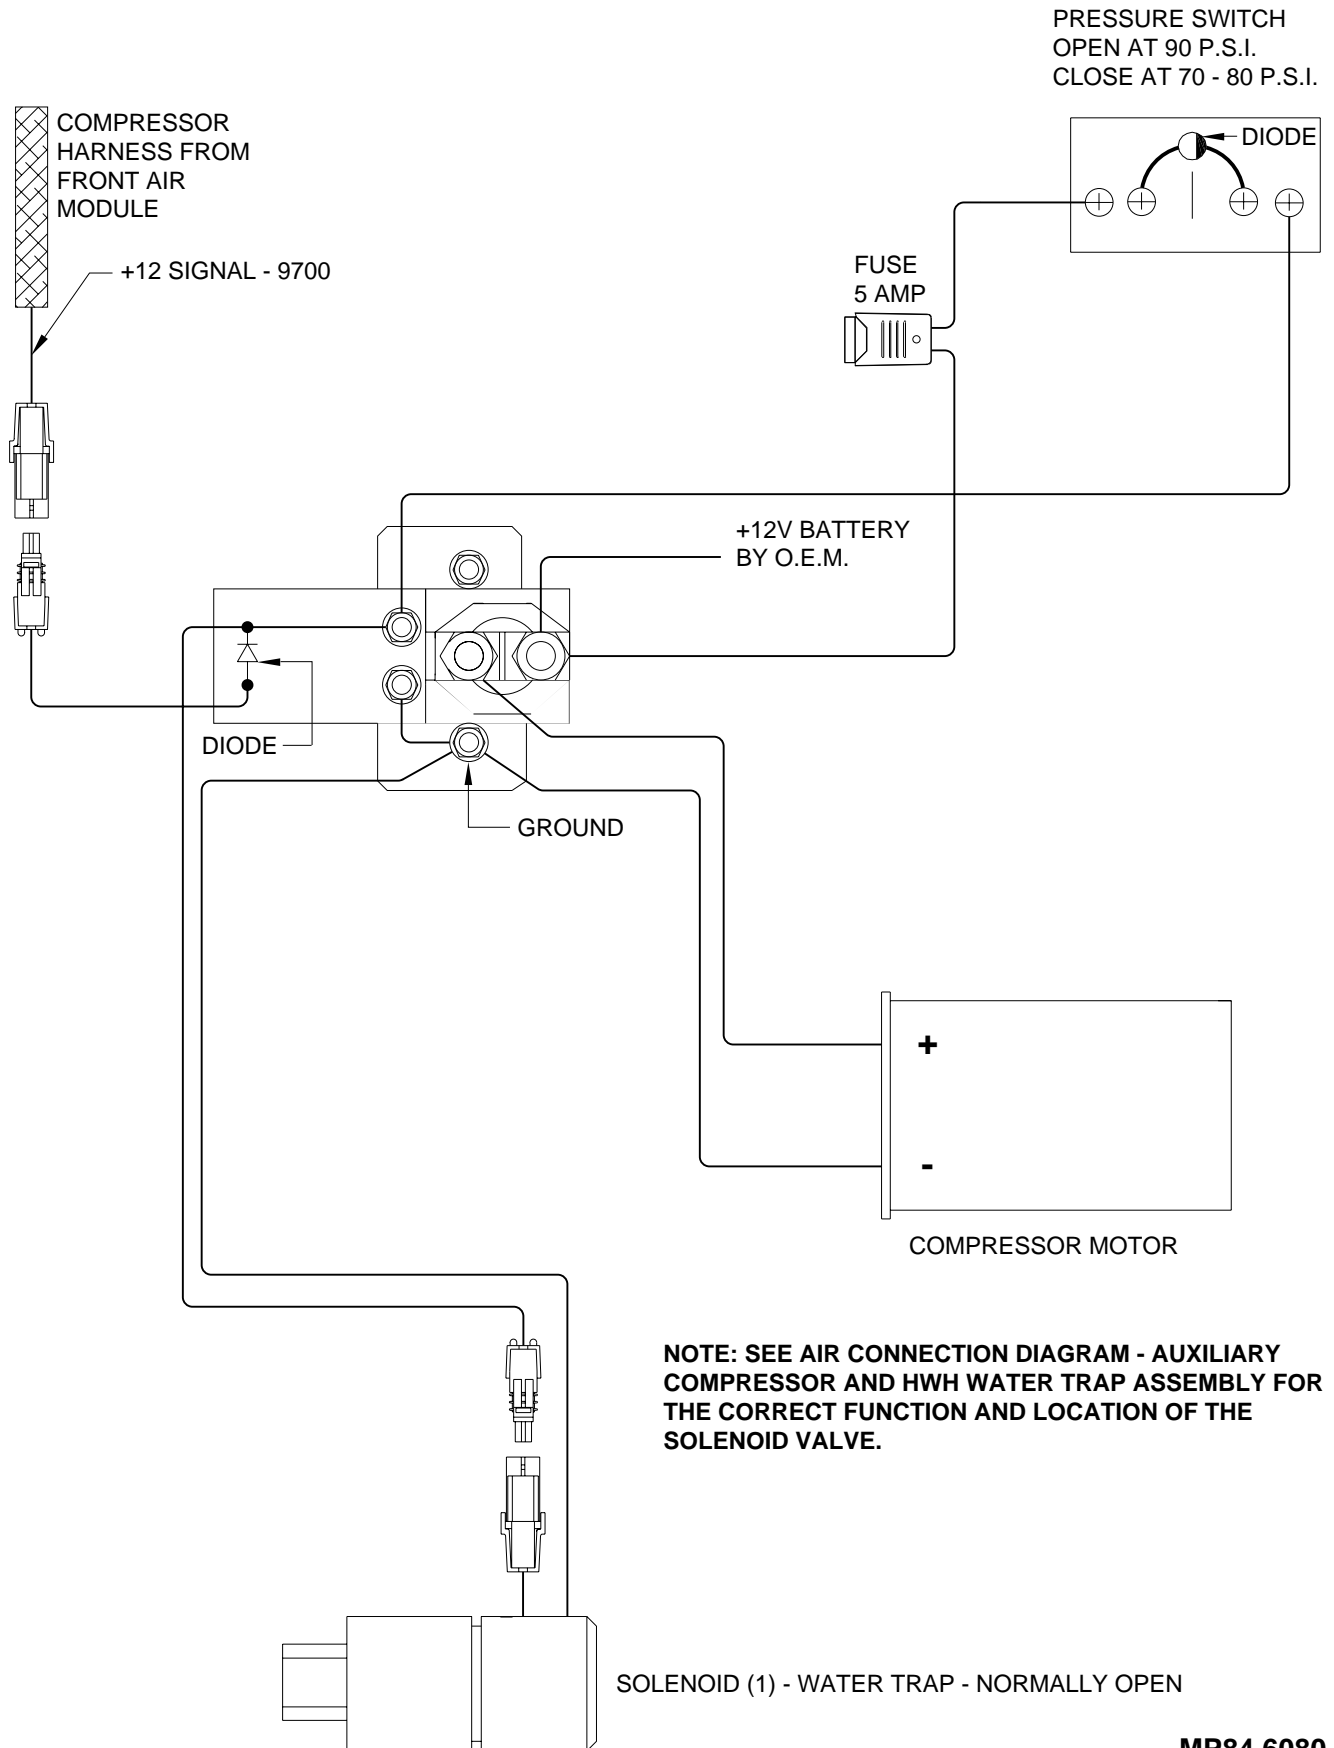 PRESSURE SWITCH
OPEN AT 90 P.S.I.
CLOSE AT 70 - 80 P.S.I.
DIODE
COMPRESSOR
HARNESS FROM
FRONT AIR
MODULE
+12 SIGNAL - 9700
FUSE
5 AMP
+12V BATTERY
BY O.E.M.
DIODE
GROUND
+
-
COMPRESSOR MOTOR
NOTE: SEE AIR CONNECTION DIAGRAM - AUXILIARY
COMPRESSOR AND HWH WATER TRAP ASSEMBLY FOR
THE CORRECT FUNCTION AND LOCATION OF THE
SOLENOID VALVE.
SOLENOID (1) - WATER TRAP - NORMALLY OPEN
MP84.6080